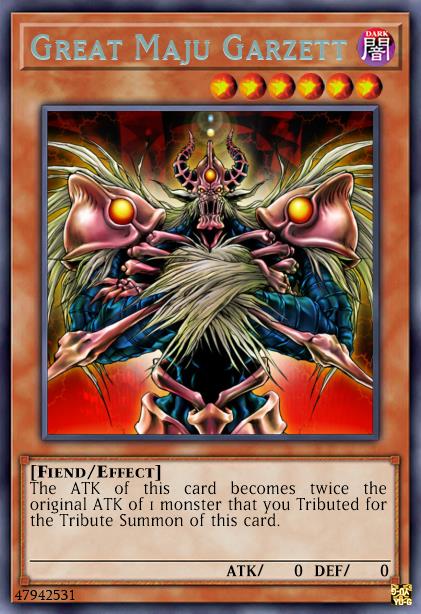 GREAT MAJU GARZETT
DARK
闇
[FIEND/EFFECT]
The ATK of this card becomes twice the
original ATK of 1 monster that you Tributed for
the Tribute Summon of this card.
ATK/ 0 DEF/ 0
47942531